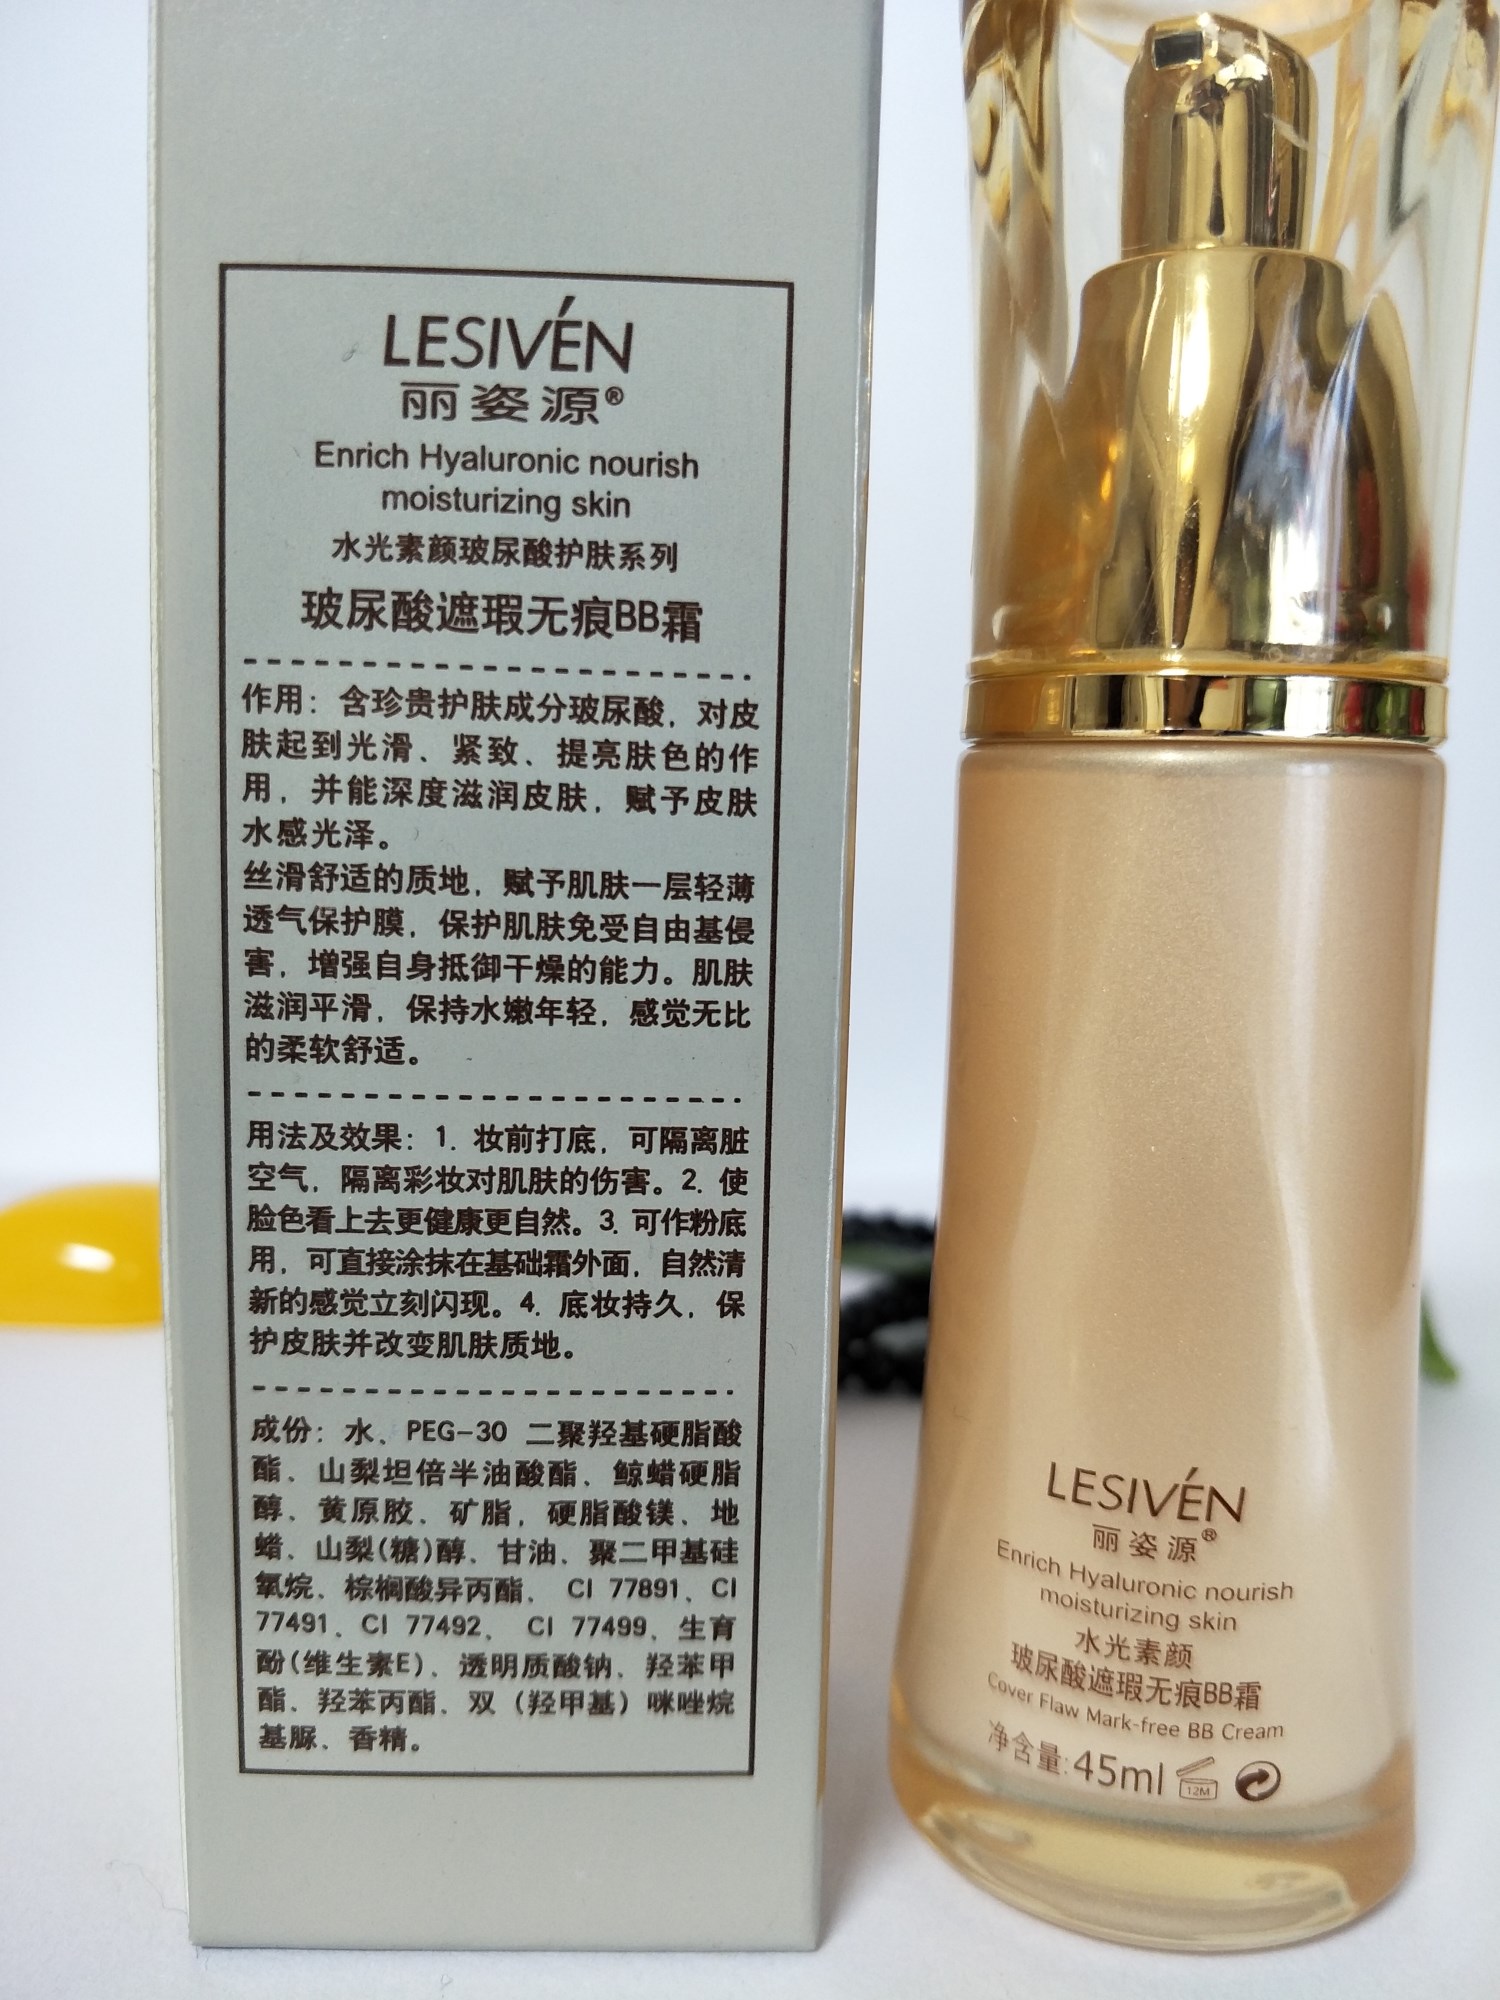 LESIVÉN
丽姿源®
Enrich Hyaluronic nourish
moisturizing skin
水光素颜玻尿酸护肤系列
玻尿酸遮瑕无痕BB霜
作用：含珍贵护肤成分玻尿酸，对皮
肤起到光滑、紧致、提亮肤色的作
用，并能深度滋润皮肤，赋予皮肤
水感光泽。
丝滑舒适的质地，赋予肌肤一层轻薄
透气保护膜，保护肌肤免受自由基侵
害，增强自身抵御干燥的能力。肌肤
滋润平滑，保持水嫩年轻，感觉无比
的柔软舒适。
用法及效果：1. 妆前打底，可隔离脏
空气，隔离彩妆对肌肤的伤害。2. 使
脸色看上去更健康更自然。3. 可作粉底
用，可直接涂抹在基础霜外面，自然清
新的感觉立刻闪现。4. 底妆持久，保
护皮肤并改变肌肤质地。
成份：水、PEG-30 二聚羟基硬脂酸
酯、山梨坦倍半油酸酯、鲸蜡硬脂
醇、黄原胶、矿脂，硬脂酸镁、地
蜡、山梨(糖)醇、甘油、聚二甲基硅
氧烷、棕榈酸异丙酯、 CI 77891、CI
77491、CI 77492、 CI 77499、生育
酚(维生素E)、透明质酸钠、羟苯甲
酯、羟苯丙酯、双（羟甲基）咪唑烷
基脲、香精。
LESIVÉN
丽姿源®
Enrich Hyaluronic nourish
moisturizing skin
水光素颜
玻尿酸遮瑕无痕BB霜
Cover Flaw Mark-free BB Cream
净含量:45ml 12M